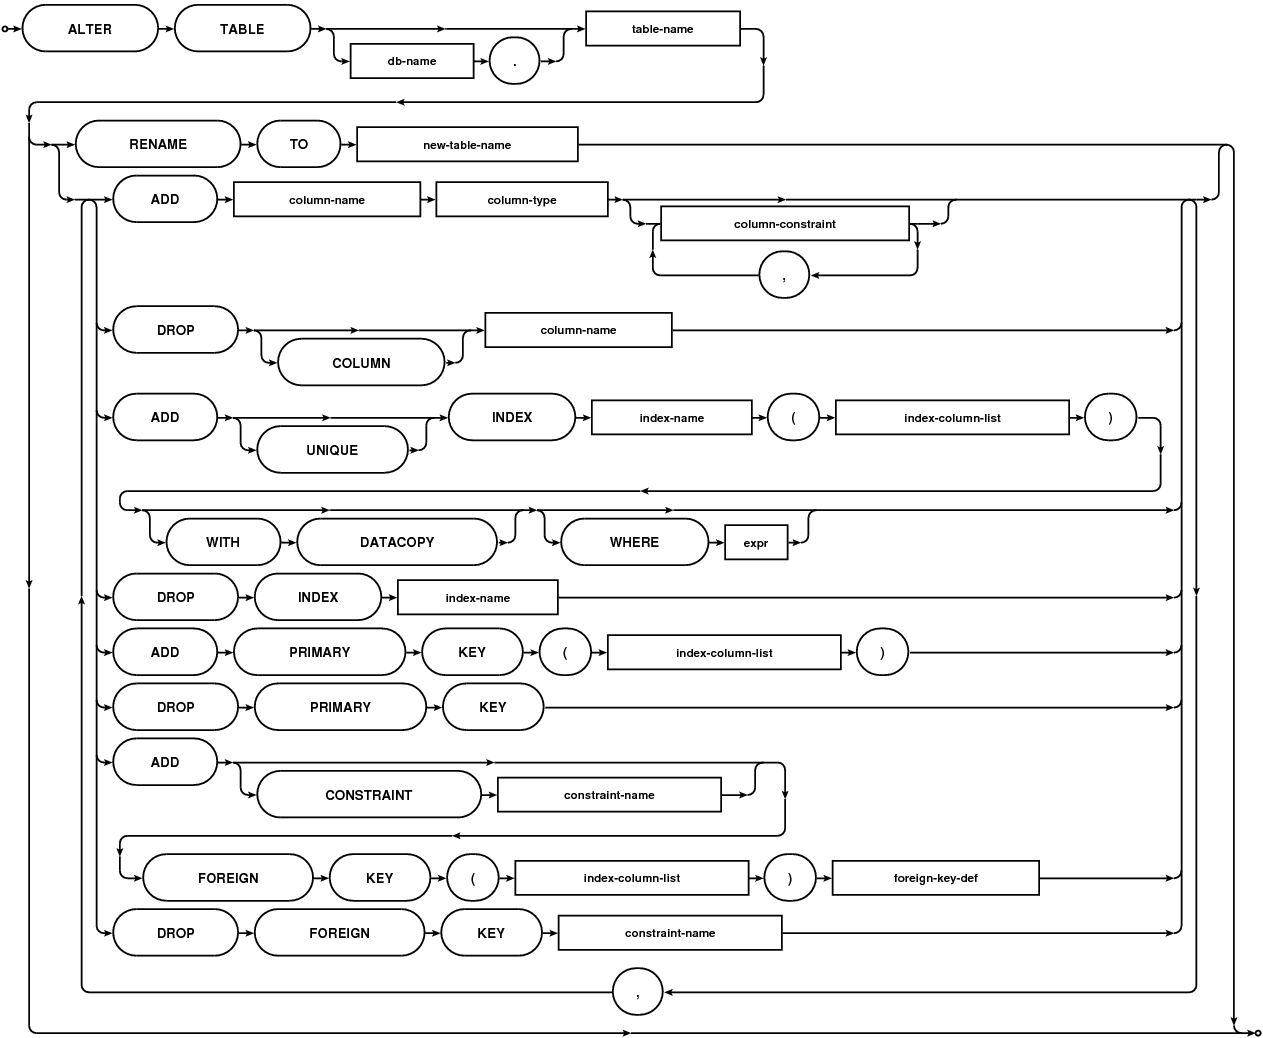 ALTER TABLE table-name
db-name .
RENAME TO new-table-name
ADD column-name column-type
column-constraint
,
DROP column-name
COLUMN
ADD INDEX index-name ( index-column-list )
UNIQUE
WITH DATACOPY WHERE expr
DROP INDEX index-name
ADD PRIMARY KEY ( index-column-list )
DROP PRIMARY KEY
ADD
CONSTRAINT constraint-name
FOREIGN KEY ( index-column-list ) foreign-key-def
DROP FOREIGN KEY constraint-name
,